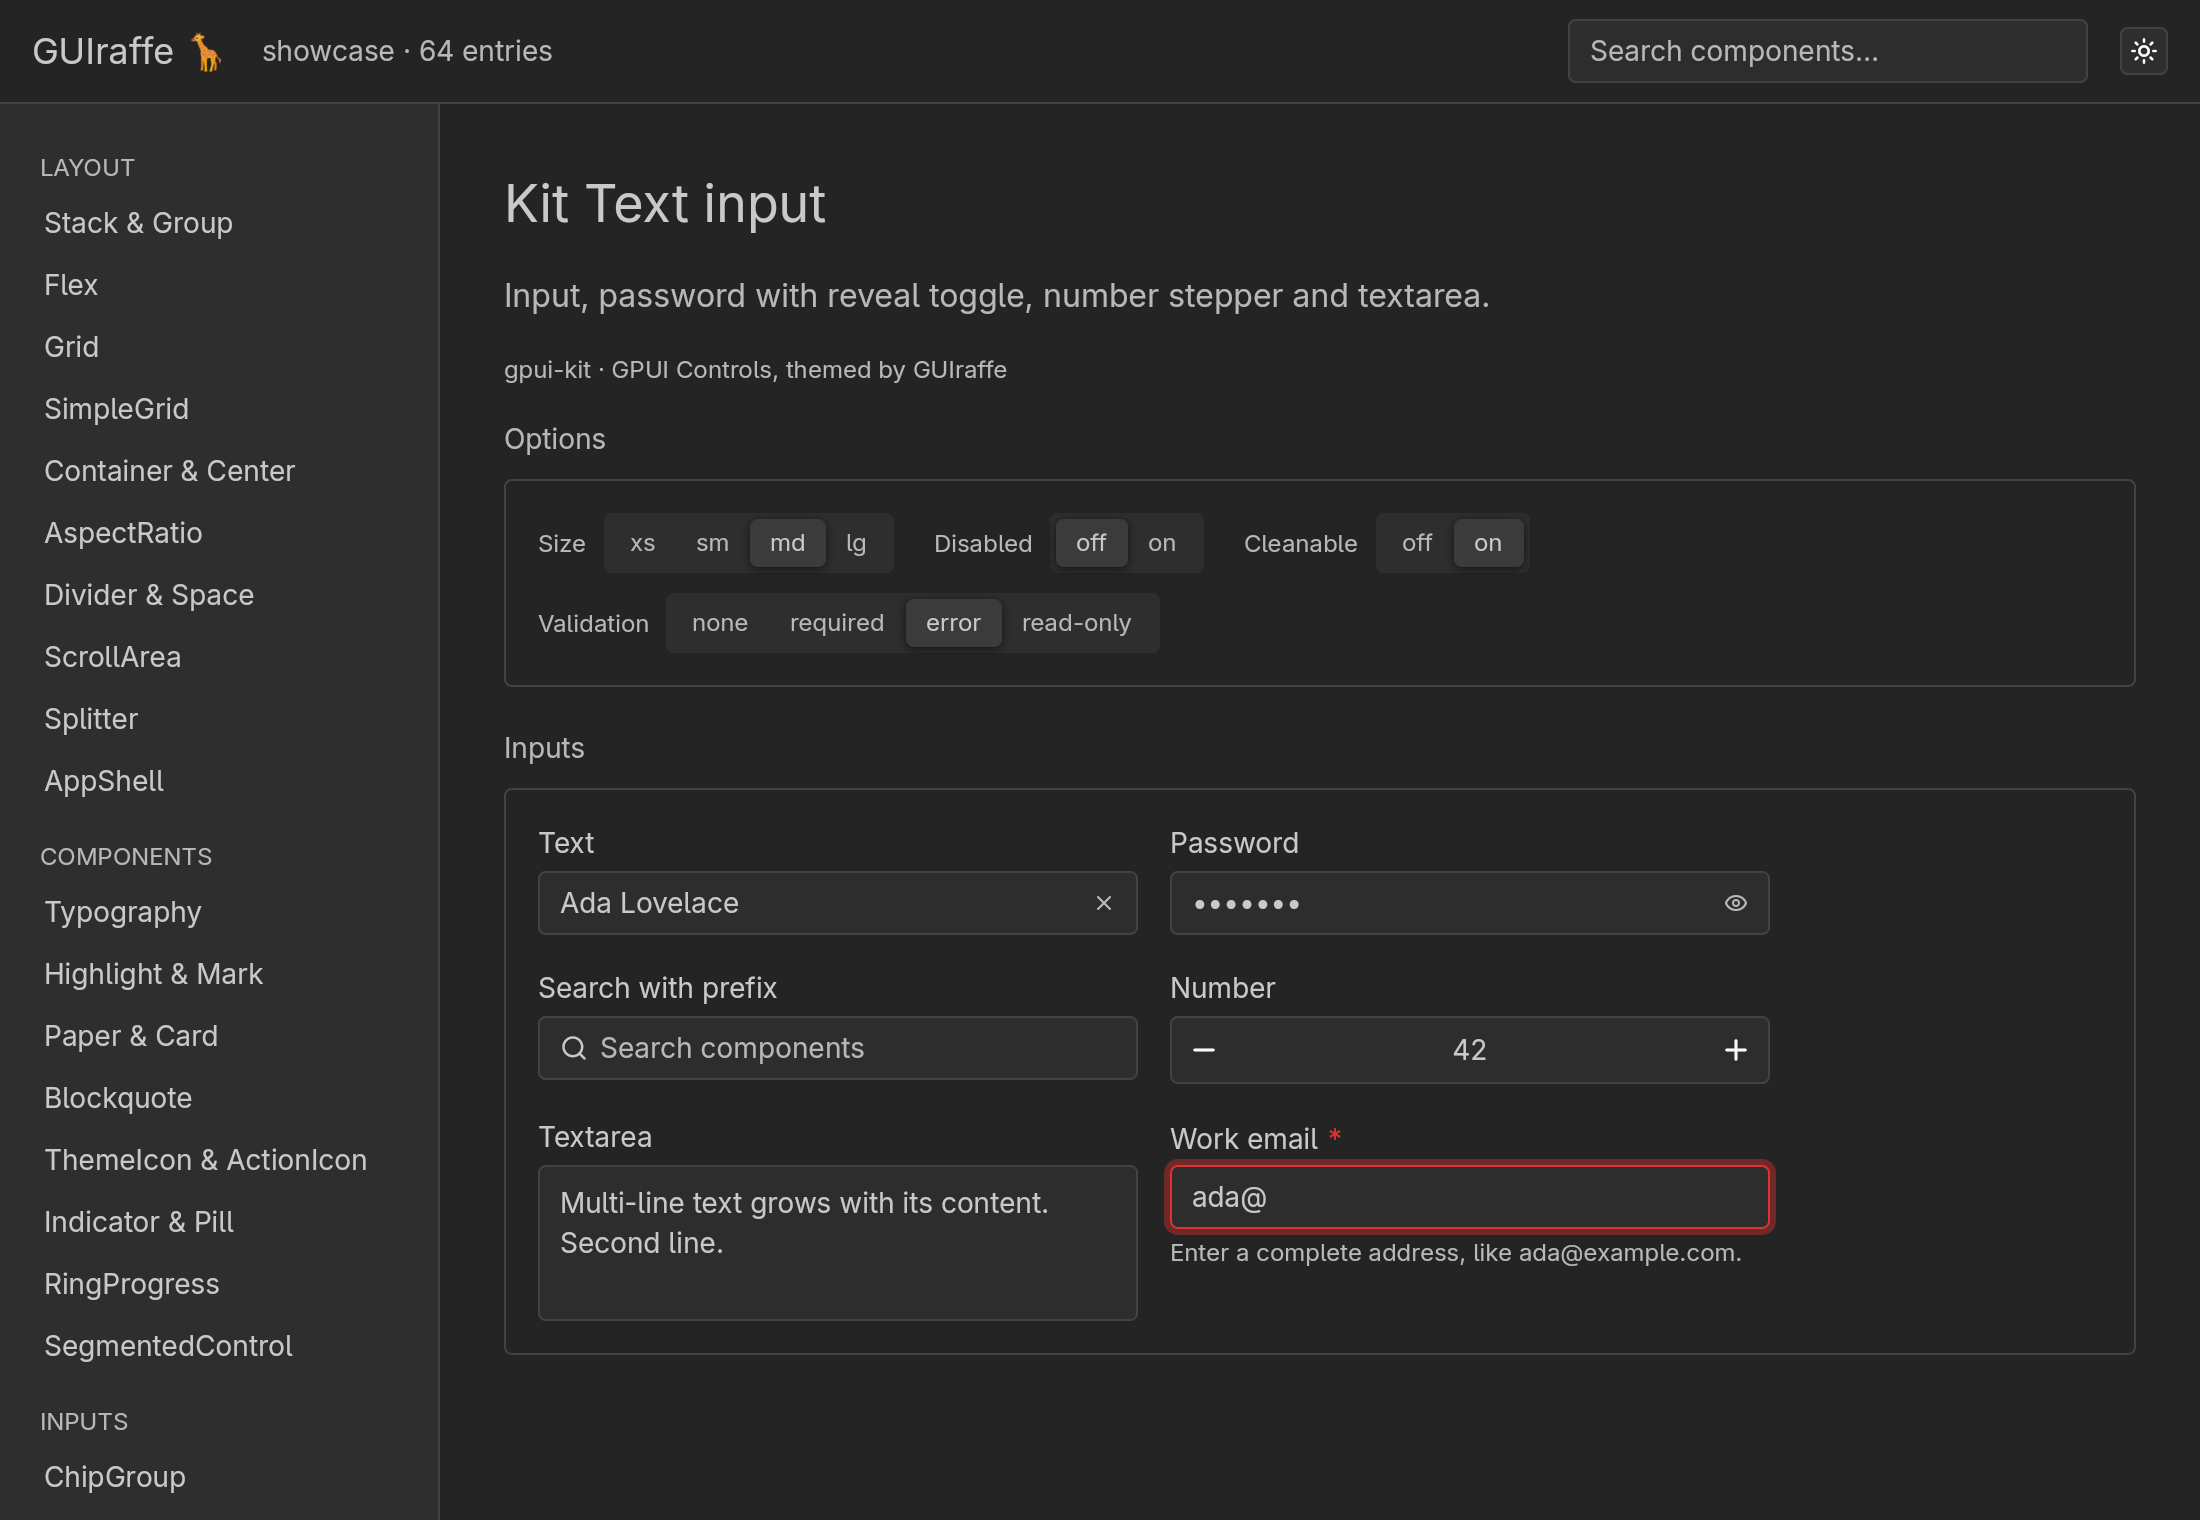 GUIraffe 🦒 showcase · 64 entries
Search components...
LAYOUT
Stack & Group
Flex
Grid
SimpleGrid
Container & Center
AspectRatio
Divider & Space
ScrollArea
Splitter
AppShell
COMPONENTS
Typography
Highlight & Mark
Paper & Card
Blockquote
ThemeIcon & ActionIcon
Indicator & Pill
RingProgress
SegmentedControl
INPUTS
ChipGroup
Kit Text input
Input, password with reveal toggle, number stepper and textarea.
gpui-kit · GPUI Controls, themed by GUIraffe
Options
Size xs sm md lg Disabled off on Cleanable off on
Validation none required error read-only
Inputs
Text
Ada Lovelace
Password
•••••••
Search with prefix
Search components
Number
42
Textarea
Multi-line text grows with its content.
Second line.
Work email *
ada@
Enter a complete address, like ada@example.com.